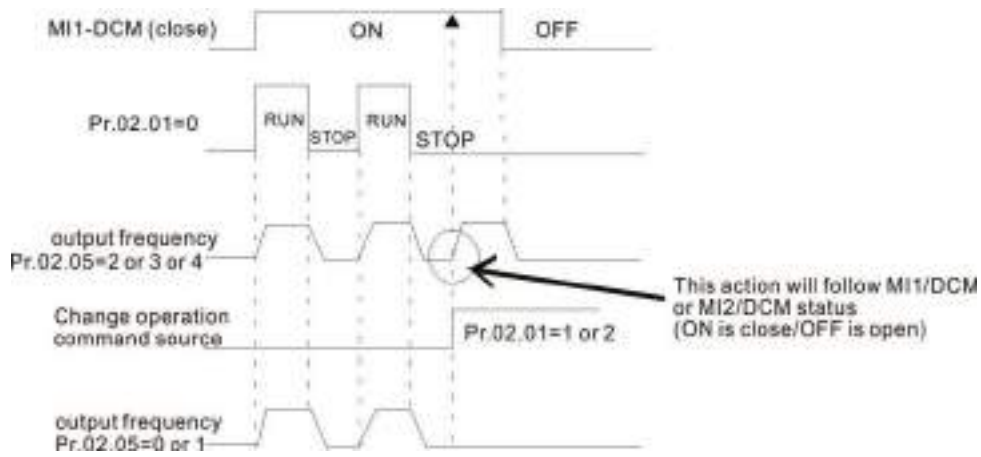 MI1-DCM (close)
ON
OFF
Pr.02.01=0
RUN
STOP
RUN
STOP
output frequency
Pr.02.05=2 or 3 or 4
This action will follow MI1/DCM
or MI2/DCM status
(ON is close/OFF is open)
Change operation
command source
Pr.02.01=1 or 2
output frequency
Pr.02.05=0 or 1